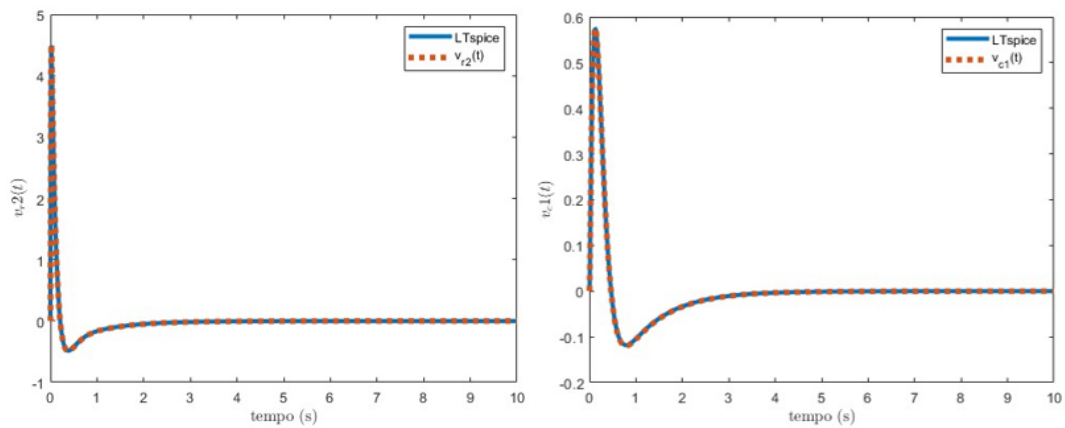 5
4
3
2
1
0
-1
v_r2(t)
0 1 2 3 4 5 6 7 8 9 10
tempo (s)
LTspice
v_r2(t)
0.6
0.5
0.4
0.3
0.2
0.1
0
-0.1
-0.2
v_c1(t)
0 1 2 3 4 5 6 7 8 9 10
tempo (s)
LTspice
v_c1(t)